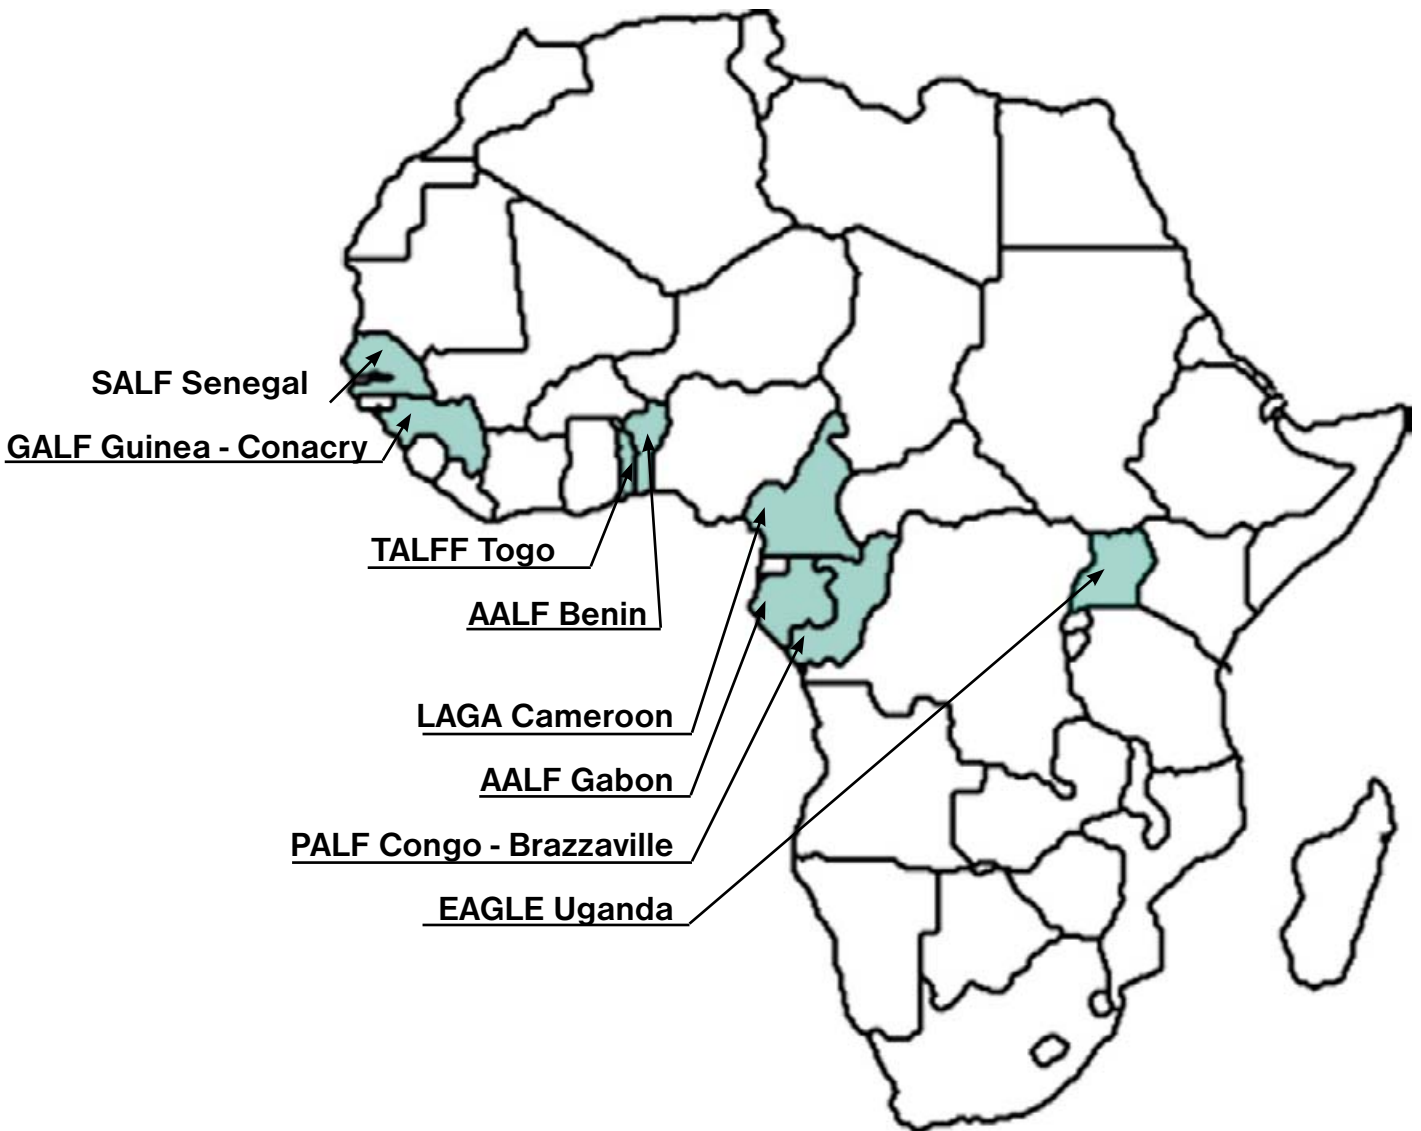 SALF Senegal
GALF Guinea - Conacry
TALFF Togo
AALF Benin
LAGA Cameroon
AALF Gabon
PALF Congo - Brazzaville
EAGLE Uganda